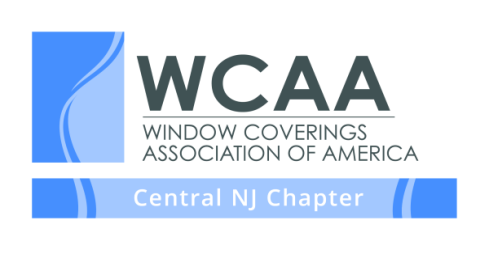 WCAA
WINDOW COVERINGS
ASSOCIATION OF AMERICA
Central NJ Chapter